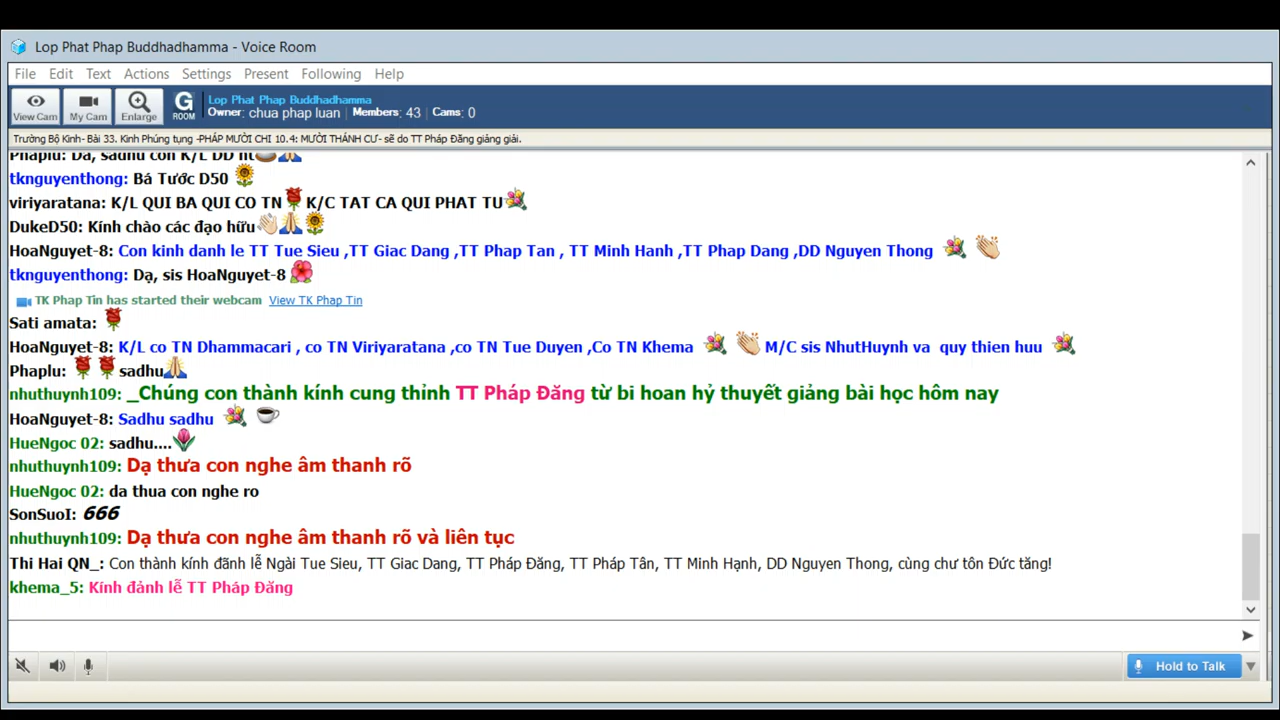 Lop Phat Phap Buddhadhamma - Voice Room
File Edit Text Actions Settings Present Following Help
View Cam My Cam Enlarge G ROOM Lop Phat Phap Buddhadhamma
Owner: chua phap luan | Members: 43 | Cams: 0
Trường Bộ Kinh- Bài 33. Kinh Phúng tụng -PHÁP MƯỜI CHI 10.4: MƯỜI THÁNH CƯ- sẽ do TT Pháp Đăng giảng giải.
Phaplu: Da, sadhu con K/L DD nt
tknguyenthong: Bá Tước D50
viriyaratana: K/L QUI BA QUI CO TN K/C TAT CA QUI PHAT TU
DukeD50: Kính chào các đạo hữu
HoaNguyet-8: Con kinh danh le TT Tue Sieu ,TT Giac Dang ,TT Phap Tan , TT Minh Hanh ,TT Phap Dang ,DD Nguyen Thong
tknguyenthong: Dạ, sis HoaNguyet-8
TK Phap Tin has started their webcam View TK Phap Tin
Sati amata:
HoaNguyet-8: K/L co TN Dhammacari , co TN Viriyaratana ,co TN Tue Duyen ,Co TN Khema M/C sis NhutHuynh va quy thien huu
Phaplu: sadhu
nhuthuynh109: _Chúng con thành kính cung thỉnh TT Pháp Đăng từ bi hoan hỷ thuyết giảng bài học hôm nay
HoaNguyet-8: Sadhu sadhu
HueNgoc 02: sadhu....
nhuthuynh109: Dạ thưa con nghe âm thanh rõ
HueNgoc 02: da thua con nghe ro
SonSuoI: 666
nhuthuynh109: Dạ thưa con nghe âm thanh rõ và liên tục
Thi Hai QN_: Con thành kính đãnh lễ Ngài Tue Sieu, TT Giac Dang, TT Pháp Đăng, TT Pháp Tân, TT Minh Hạnh, DD Nguyen Thong, cùng chư tôn Đức tăng!
khema_5: Kính đảnh lễ TT Pháp Đăng
Hold to Talk